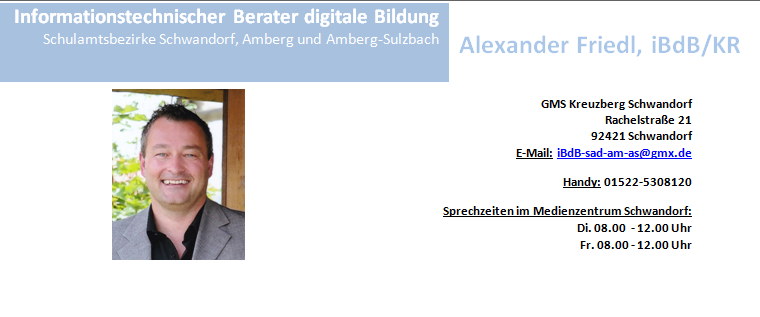 Informationstechnischer Berater digitale Bildung
Schulamtsbezirke Schwandorf, Amberg und Amberg-Sulzbach
Alexander Friedl, iBdB/KR
GMS Kreuzberg Schwandorf
Rachelstraße 21
92421 Schwandorf
E-Mail: iBdB-sad-am-as@gmx.de
Handy: 01522-5308120
Sprechzeiten im Medienzentrum Schwandorf:
Di. 08.00 - 12.00 Uhr
Fr. 08.00 - 12.00 Uhr